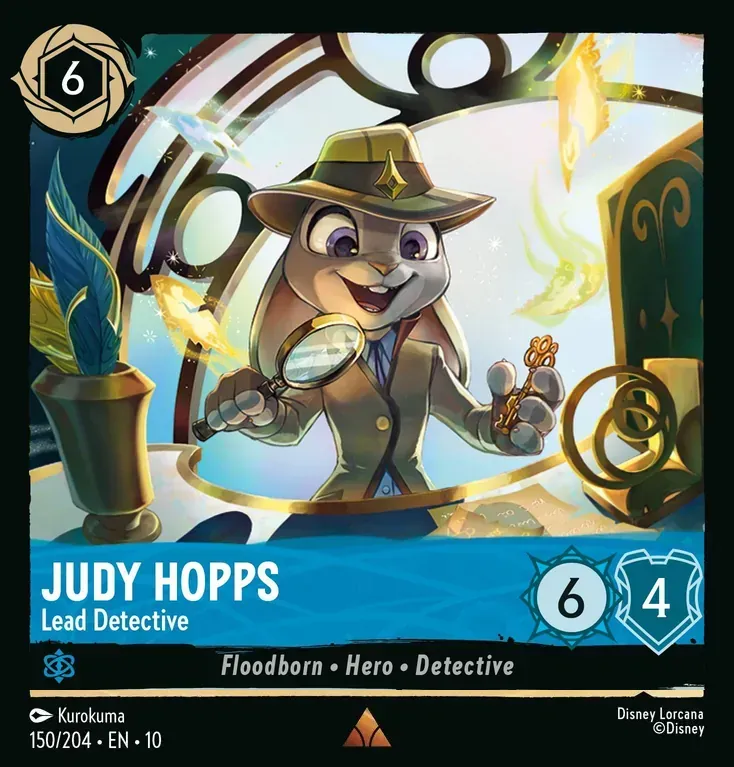 6
JUDY HOPPS
Lead Detective
6 4
Floodborn • Hero • Detective
Kurokuma
Disney Lorcana
150/204 • EN • 10
©Disney